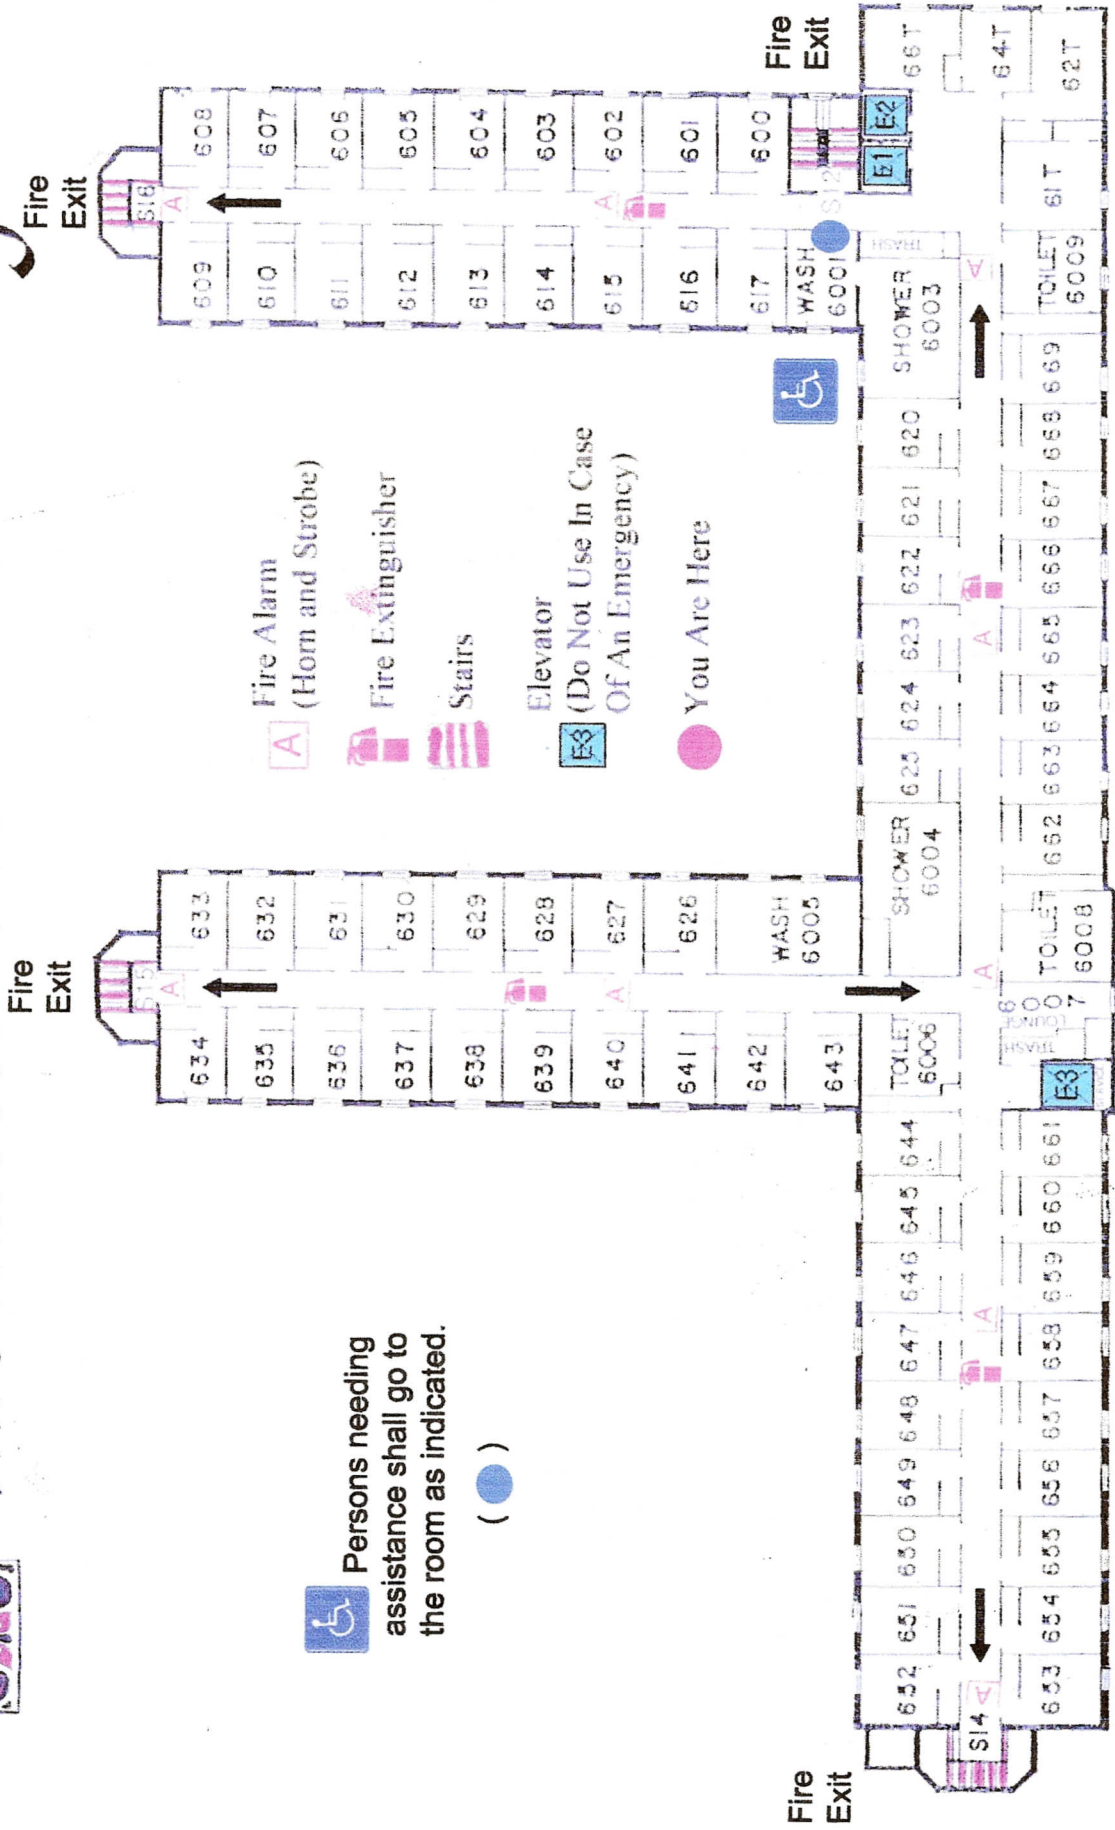 Fire
Exit
Fire
Exit
Fire
Exit
Fire
Exit
S15
A
S16
A
634 633
635 632
636 631
637 630
638 629
639 628
640 627
A
641 626
642
WASH
6005
643
609 608
610 607
611 606
612 605
613 604
614 603
615 602
A
616 601
617 600
WASH
6001
S12
Persons needing
assistance shall go to
the room as indicated.
( )
A Fire Alarm
(Horn and Strobe)
Fire Extinguisher
Stairs
E3 Elevator
(Do Not Use In Case
Of An Emergency)
You Are Here
652 651 650 649 648 647 646 645 644
TOILET
6006
SHOWER
6004
625 624 623 622 621 620
SHOWER
6003
TRASH
E1 E2
66T
64T
62T
S14
A
A
A
A
A
653 654 655 656 657 658 659 660 661
E3
TRASH
LOUNGE
6007
TOILET
6008
662 663 664 665 666 667 668 669
TOILET
6009
61T